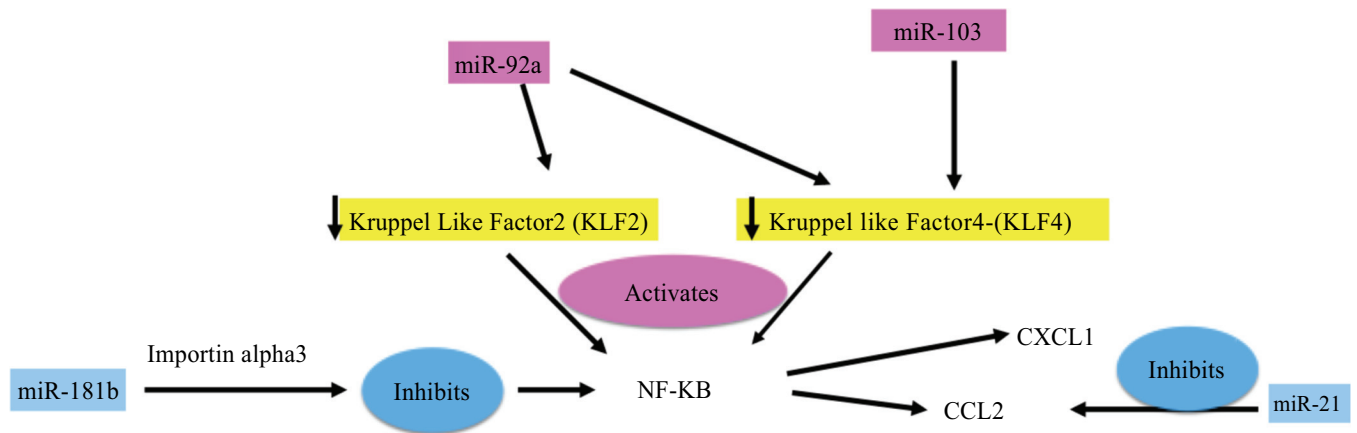 miR-103
miR-92a
Kruppel Like Factor2 (KLF2)
Kruppel like Factor4-(KLF4)
Activates
CXCL1
Importin alpha3
Inhibits
miR-181b
Inhibits
NF-KB
CCL2
miR-21